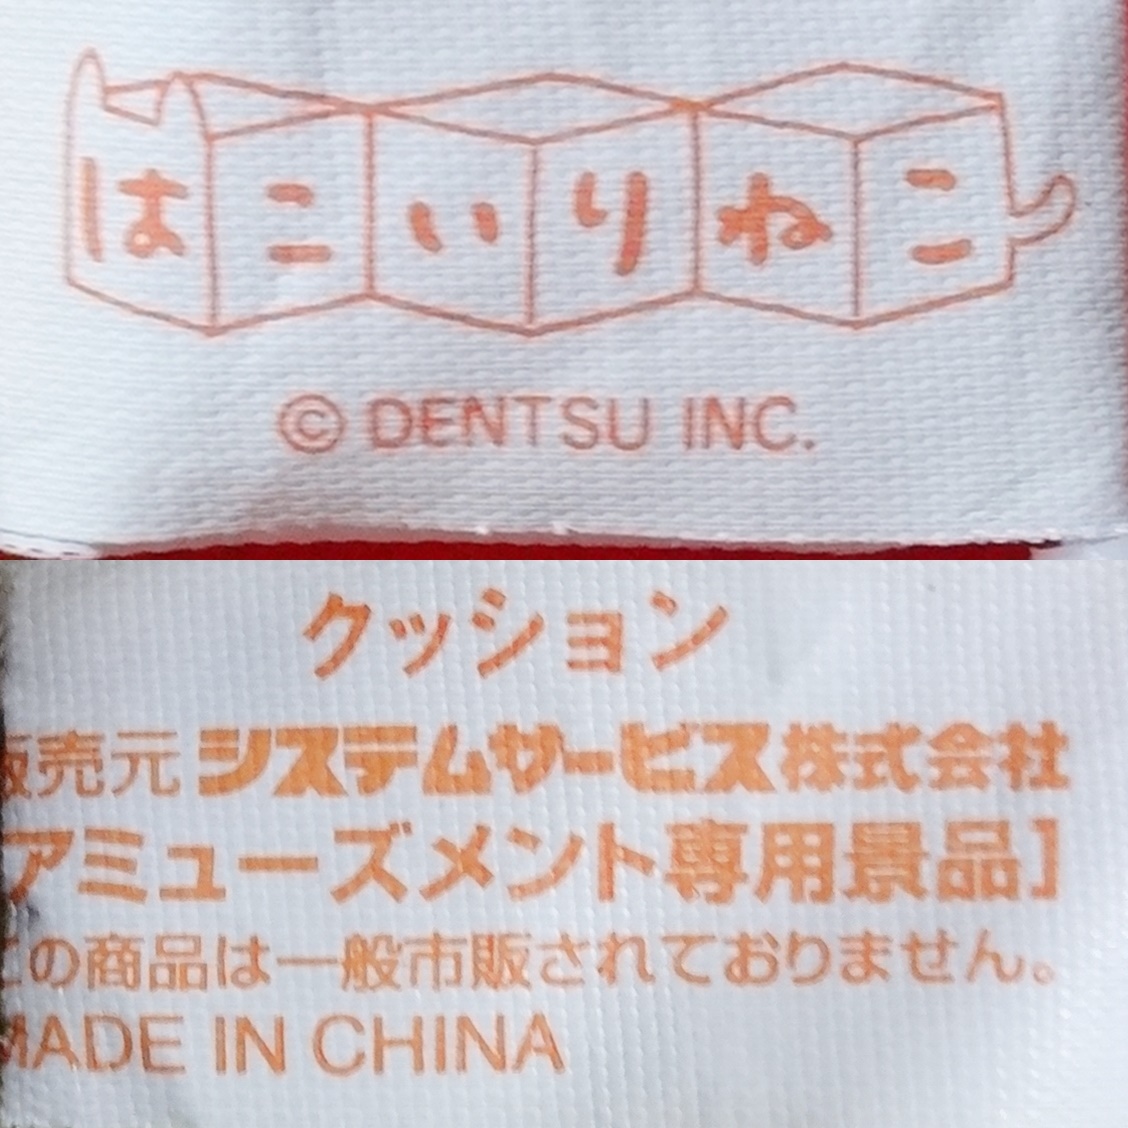 はこいりねこ
© DENTSU INC.
クッション
販売元 システムサービス株式会社
アミューズメント専用景品]
この商品は一般市販されておりません。
MADE IN CHINA